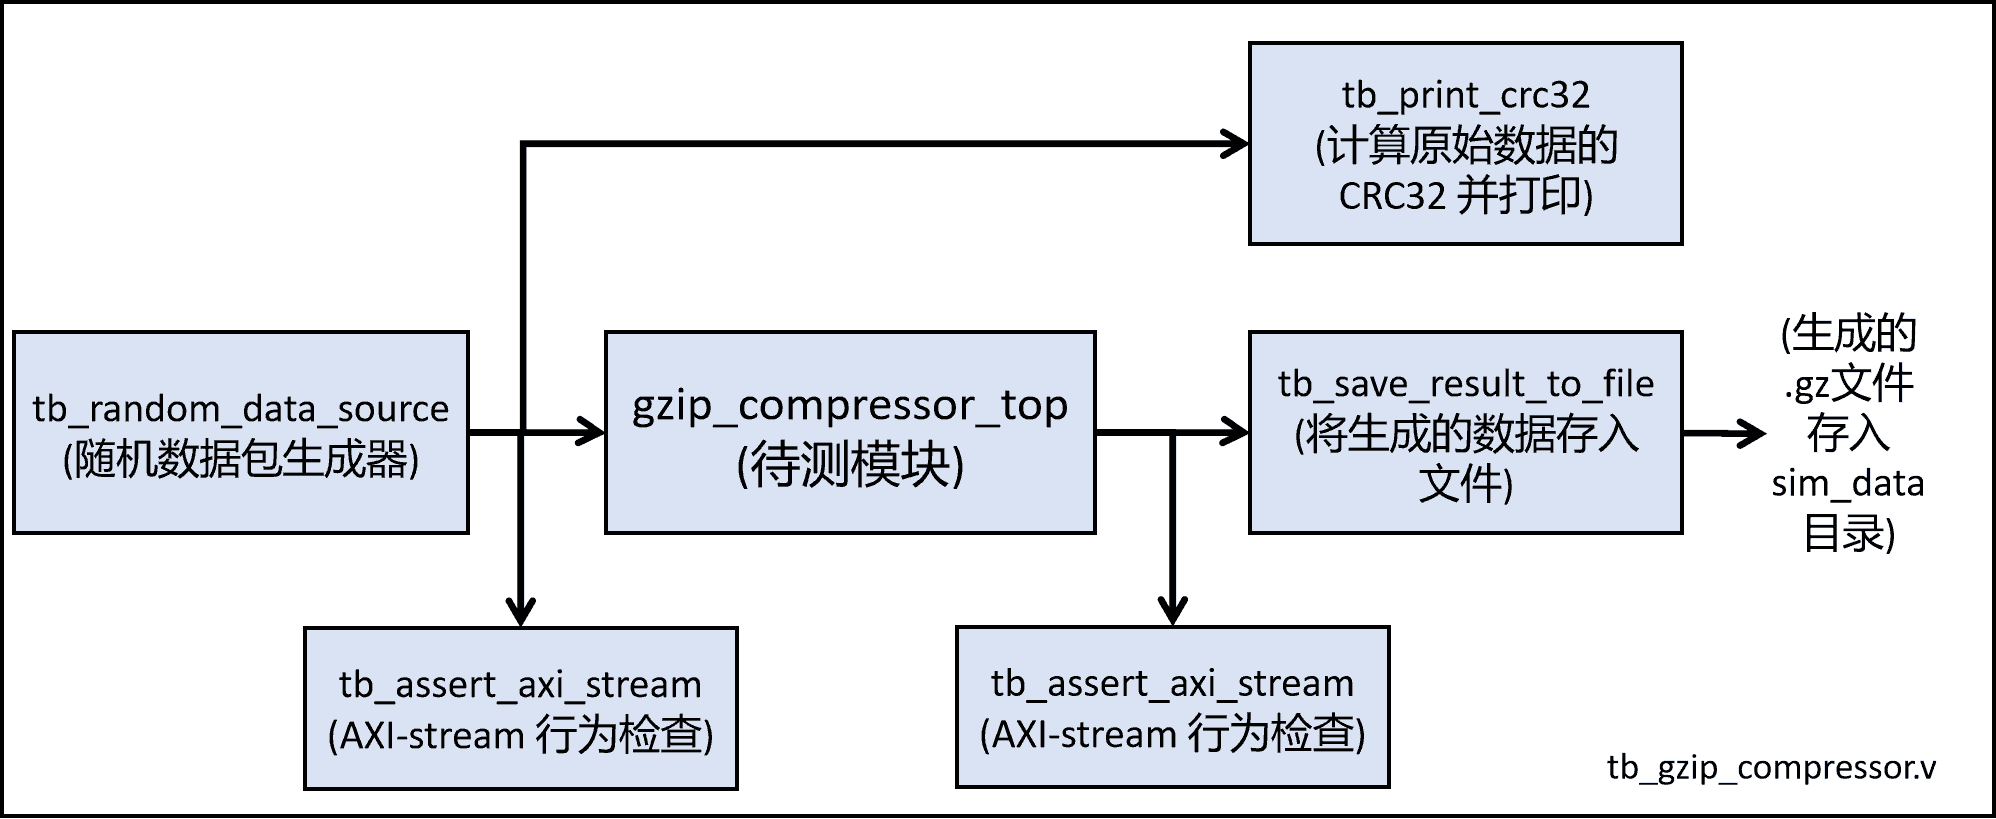 tb_print_crc32
(计算原始数据的
CRC32 并打印)
tb_random_data_source
(随机数据包生成器)
gzip_compressor_top
(待测模块)
tb_save_result_to_file
(将生成的数据存入
文件)
(生成的
.gz文件
存入
sim_data
目录)
tb_assert_axi_stream
(AXI-stream 行为检查)
tb_assert_axi_stream
(AXI-stream 行为检查)
tb_gzip_compressor.v